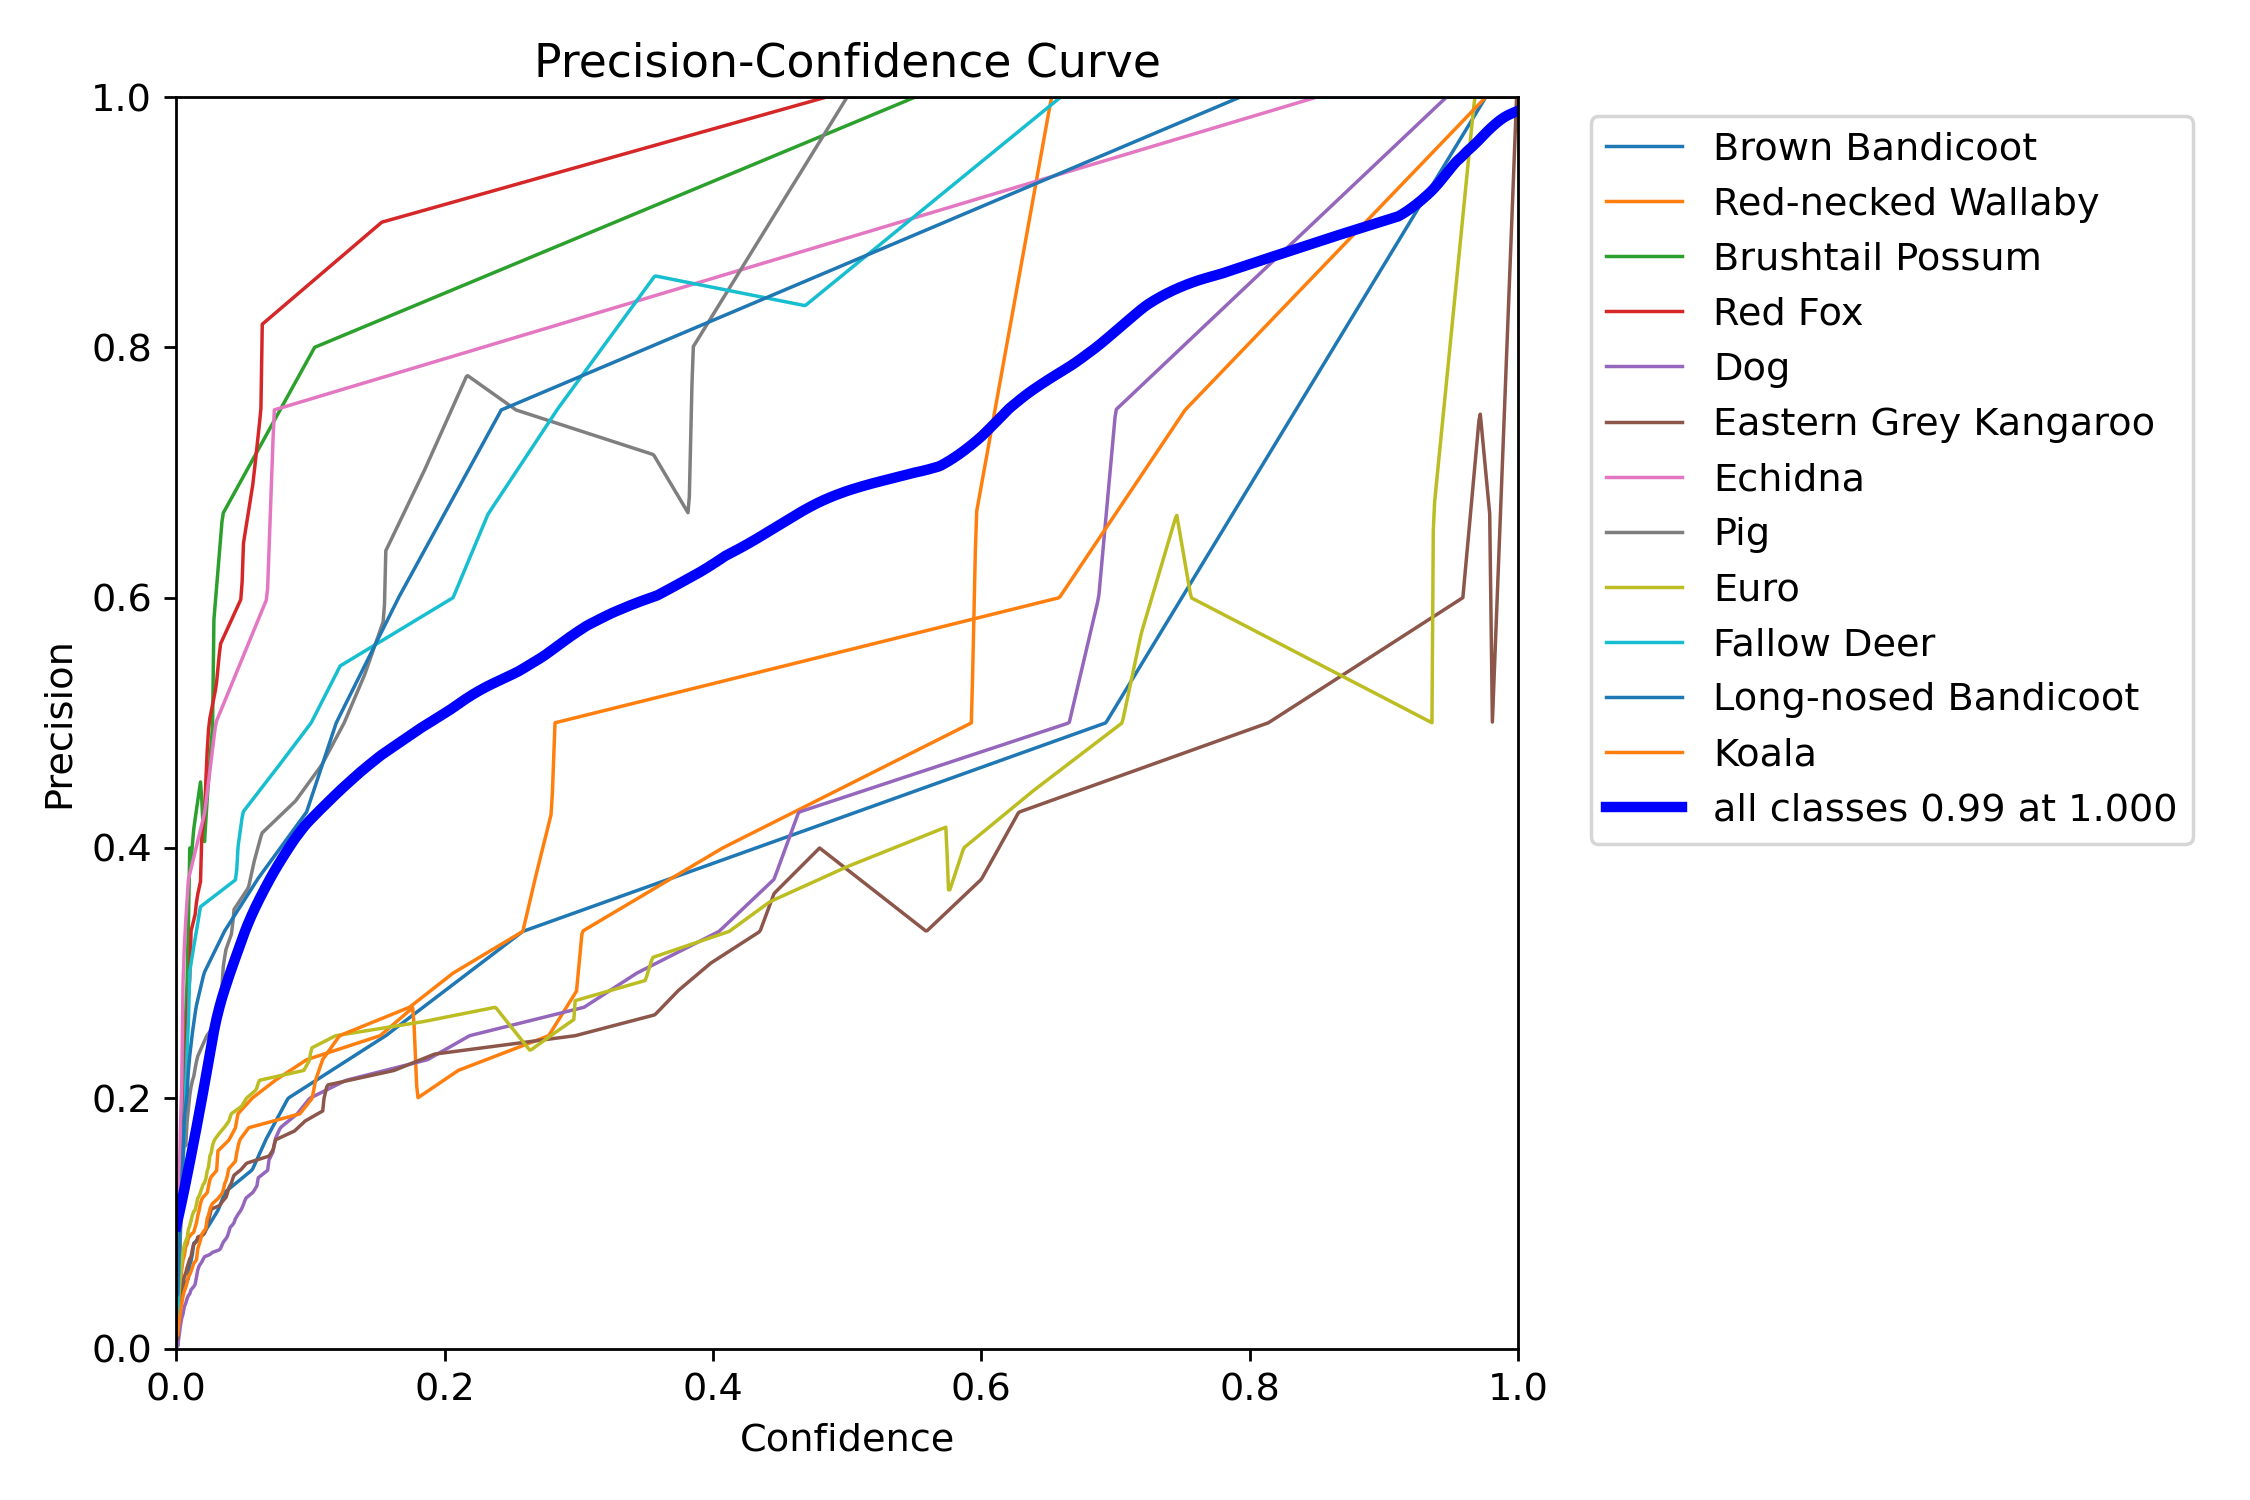 Precision-Confidence Curve
1.0
0.8
0.6
0.4
0.2
0.0
Precision
0.0 0.2 0.4 0.6 0.8 1.0
Confidence
Brown Bandicoot
Red-necked Wallaby
Brushtail Possum
Red Fox
Dog
Eastern Grey Kangaroo
Echidna
Pig
Euro
Fallow Deer
Long-nosed Bandicoot
Koala
all classes 0.99 at 1.000